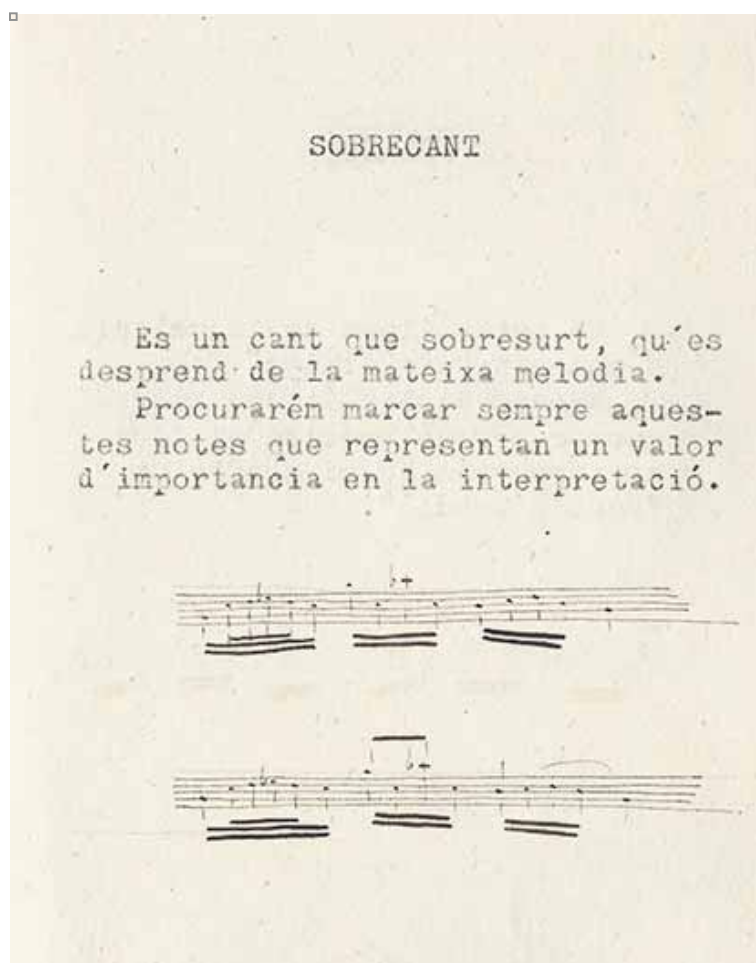 SOBRECANT
Es un cant que sobresurt, qu´es
desprend de la mateixa melodia.
Procurarém marcar sempre aques-
tes notes que representan un valor
d´importancia en la interpretació.